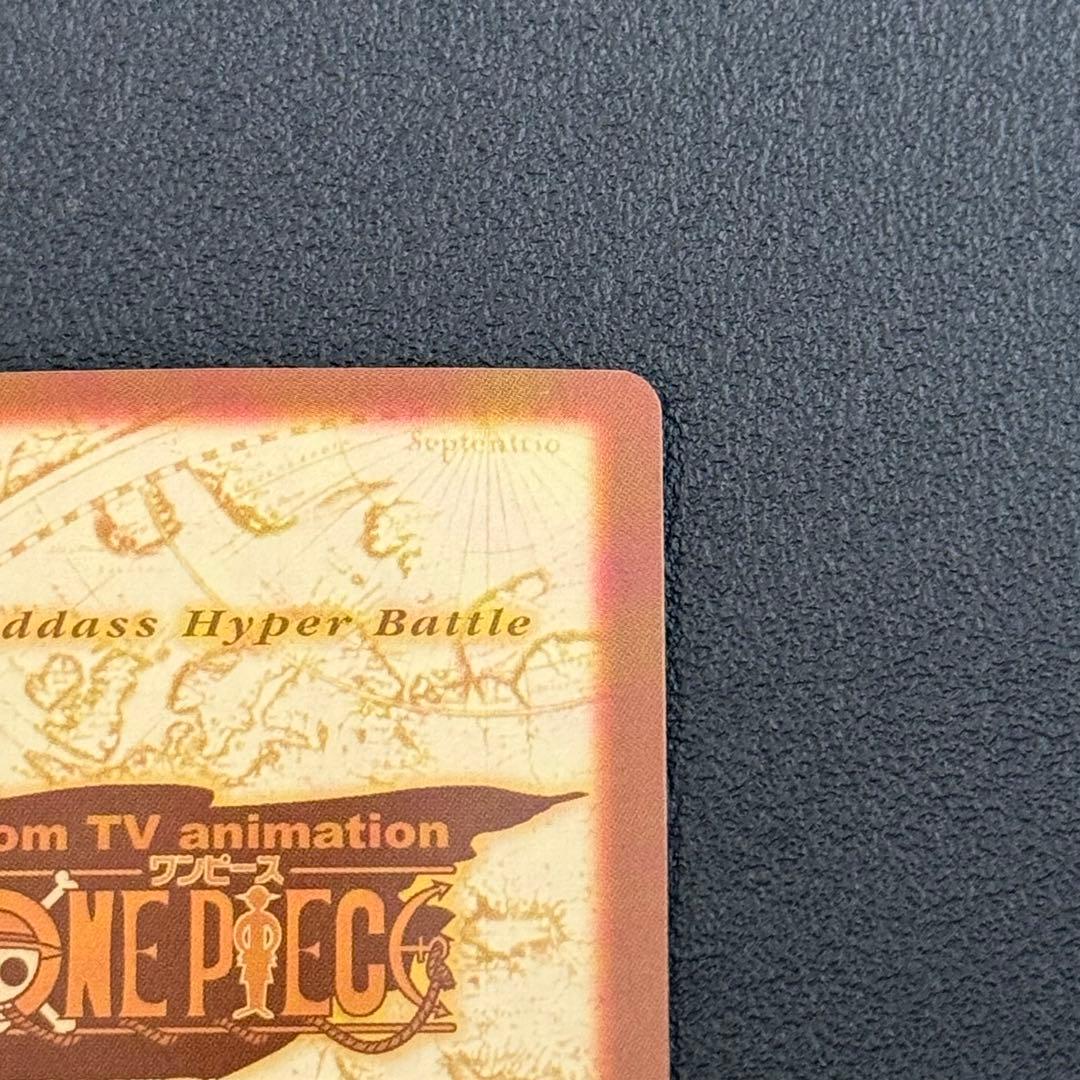 Septentrio
ddass Hyper Battle
om TV animation
ワンピース
ONE PIECE